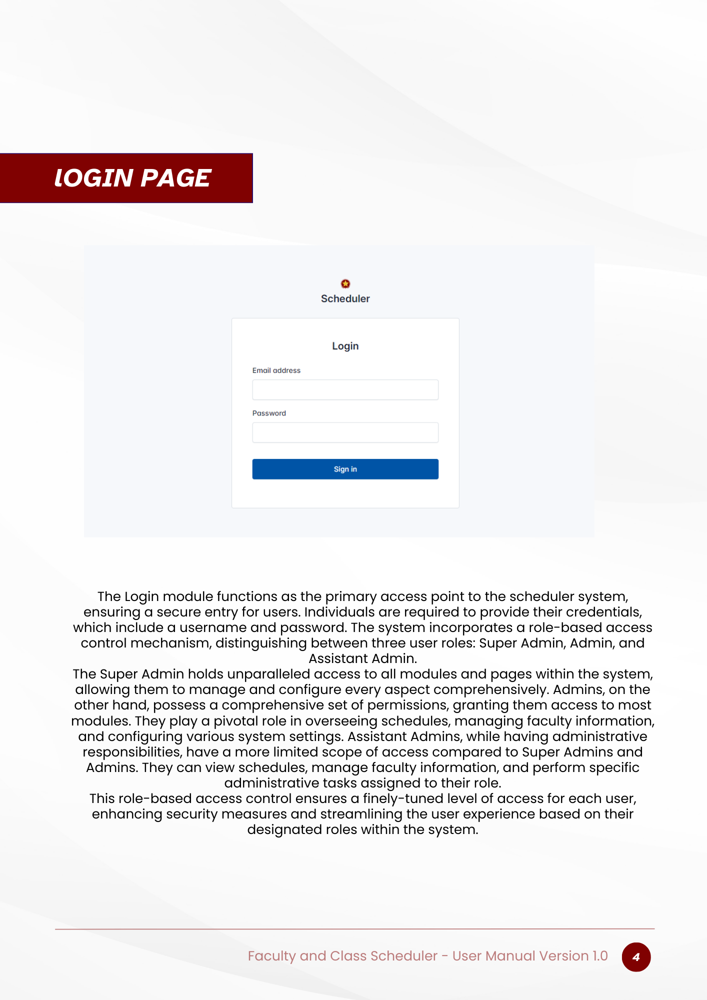 lOGIN PAGE
Scheduler
Login
Email address
Password
Sign in
The Login module functions as the primary access point to the scheduler system,
ensuring a secure entry for users. Individuals are required to provide their credentials,
which include a username and password. The system incorporates a role-based access
control mechanism, distinguishing between three user roles: Super Admin, Admin, and
Assistant Admin.
The Super Admin holds unparalleled access to all modules and pages within the system,
allowing them to manage and configure every aspect comprehensively. Admins, on the
other hand, possess a comprehensive set of permissions, granting them access to most
modules. They play a pivotal role in overseeing schedules, managing faculty information,
and configuring various system settings. Assistant Admins, while having administrative
responsibilities, have a more limited scope of access compared to Super Admins and
Admins. They can view schedules, manage faculty information, and perform specific
administrative tasks assigned to their role.
This role-based access control ensures a finely-tuned level of access for each user,
enhancing security measures and streamlining the user experience based on their
designated roles within the system.
Faculty and Class Scheduler - User Manual Version 1.0
4